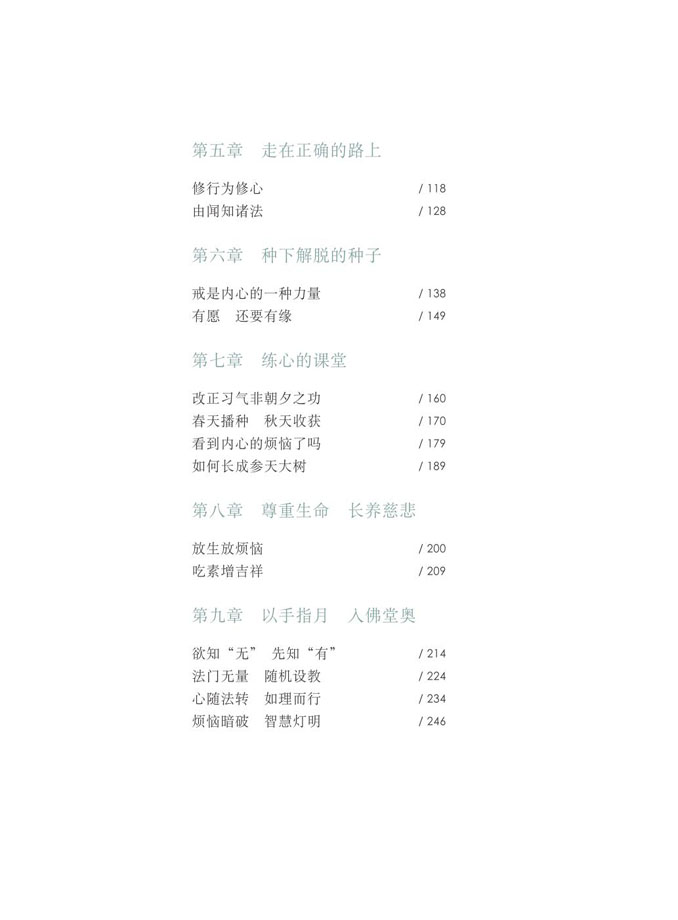 第五章　走在正确的路上
修行为修心 / 118
由闻知诸法 / 128
第六章　种下解脱的种子
戒是内心的一种力量 / 138
有愿　还要有缘 / 149
第七章　练心的课堂
改正习气非朝夕之功 / 160
春天播种　秋天收获 / 170
看到内心的烦恼了吗 / 179
如何长成参天大树 / 189
第八章　尊重生命　长养慈悲
放生放烦恼 / 200
吃素增吉祥 / 209
第九章　以手指月　入佛堂奥
欲知“无”　先知“有” / 214
法门无量　随机设教 / 224
心随法转　如理而行 / 234
烦恼暗破　智慧灯明 / 246